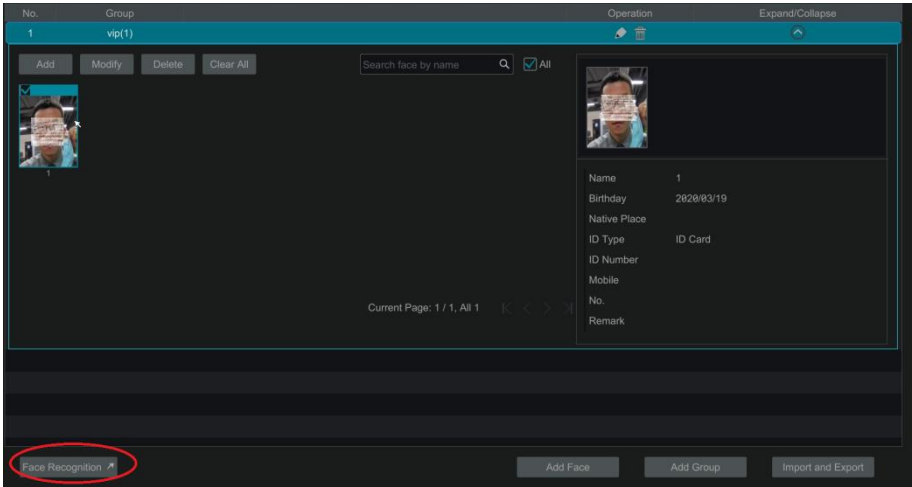 No. Group Operation Expand/Collapse
1 vip(1)
Add Modify Delete Clear All Search face by name All
1
Name 1
Birthday 2020/03/19
Native Place
ID Type ID Card
ID Number
Mobile
Current Page: 1 / 1, All 1
No.
Remark
Face Recognition Add Face Add Group Import and Export